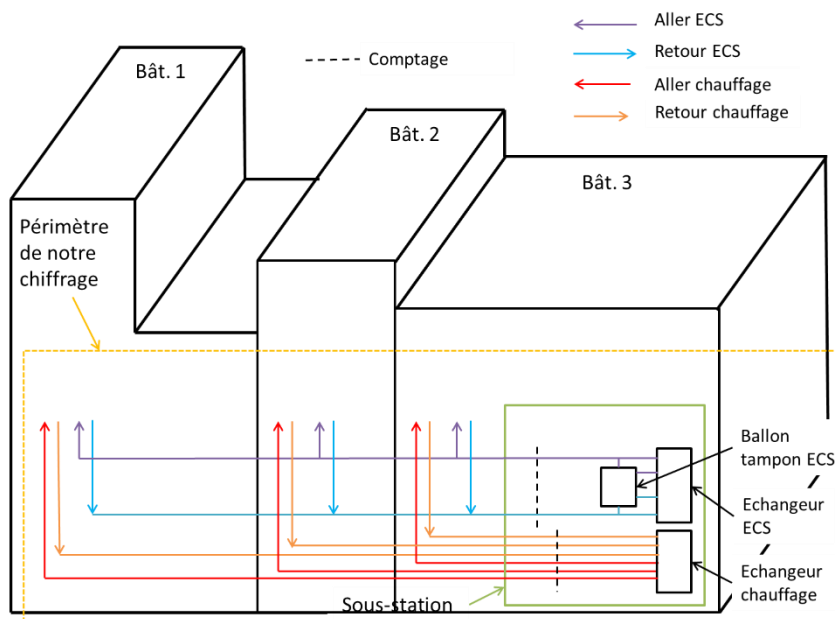 Aller ECS
Retour ECS
Aller chauffage
Retour chauffage
Comptage
Bât. 1
Bât. 2
Bât. 3
Périmètre
de notre
chiffrage
Ballon
tampon ECS
Echangeur
ECS
Echangeur
chauffage
Sous-station